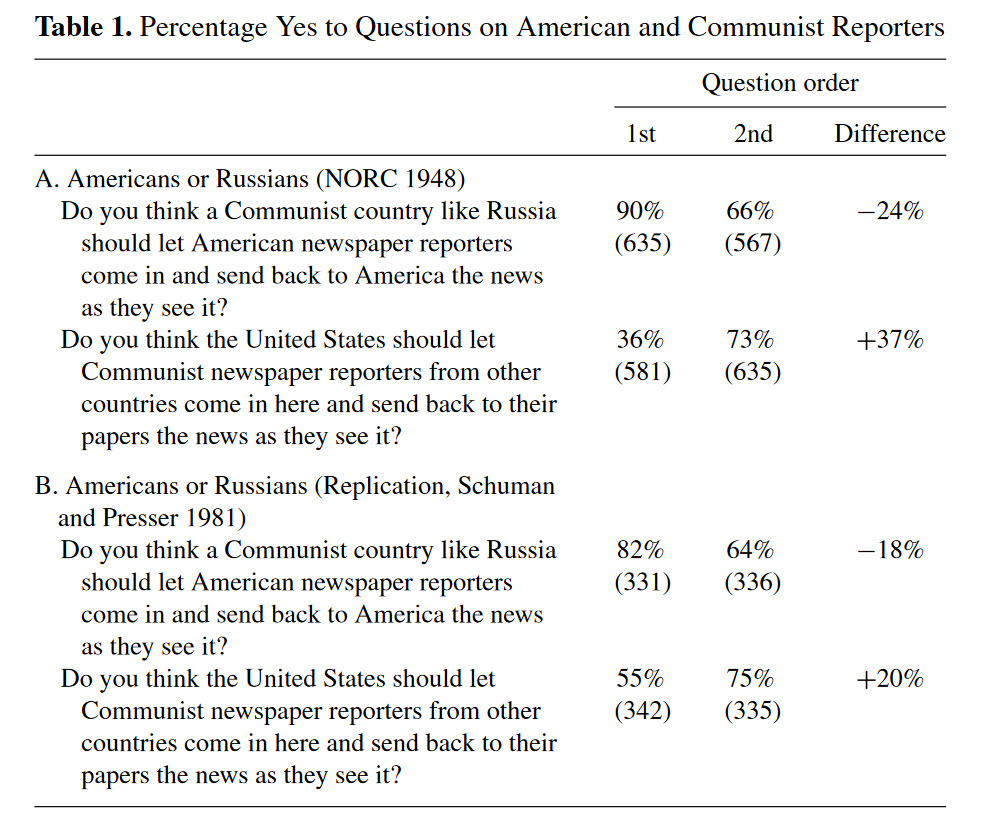 Table 1. Percentage Yes to Questions on American and Communist Reporters
Question order
1st 2nd Difference
A. Americans or Russians (NORC 1948)
Do you think a Communist country like Russia 90% 66% −24%
should let American newspaper reporters (635) (567)
come in and send back to America the news
as they see it?
Do you think the United States should let 36% 73% +37%
Communist newspaper reporters from other (581) (635)
countries come in here and send back to their
papers the news as they see it?
B. Americans or Russians (Replication, Schuman
and Presser 1981)
Do you think a Communist country like Russia 82% 64% −18%
should let American newspaper reporters (331) (336)
come in and send back to America the news
as they see it?
Do you think the United States should let 55% 75% +20%
Communist newspaper reporters from other (342) (335)
countries come in here and send back to their
papers the news as they see it?